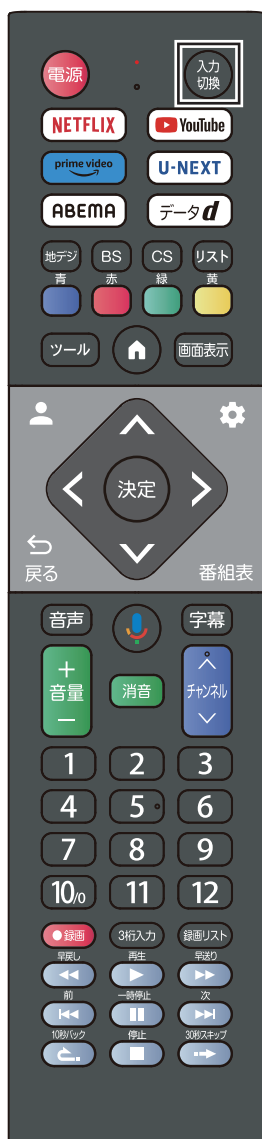 電源
入力
切換
NETFLIX
YouTube
prime video
U-NEXT
ABEMA
データd
地デジ
BS
CS
リスト
青
赤
緑
黄
ツール
画面表示
決定
戻る
番組表
音声
字幕
+
音量
−
消音
チャンネル
1
2
3
4
5
6
7
8
9
10/0
11
12
●録画
3桁入力
録画リスト
早戻し
再生
早送り
前
一時停止
次
10秒バック
停止
30秒スキップ